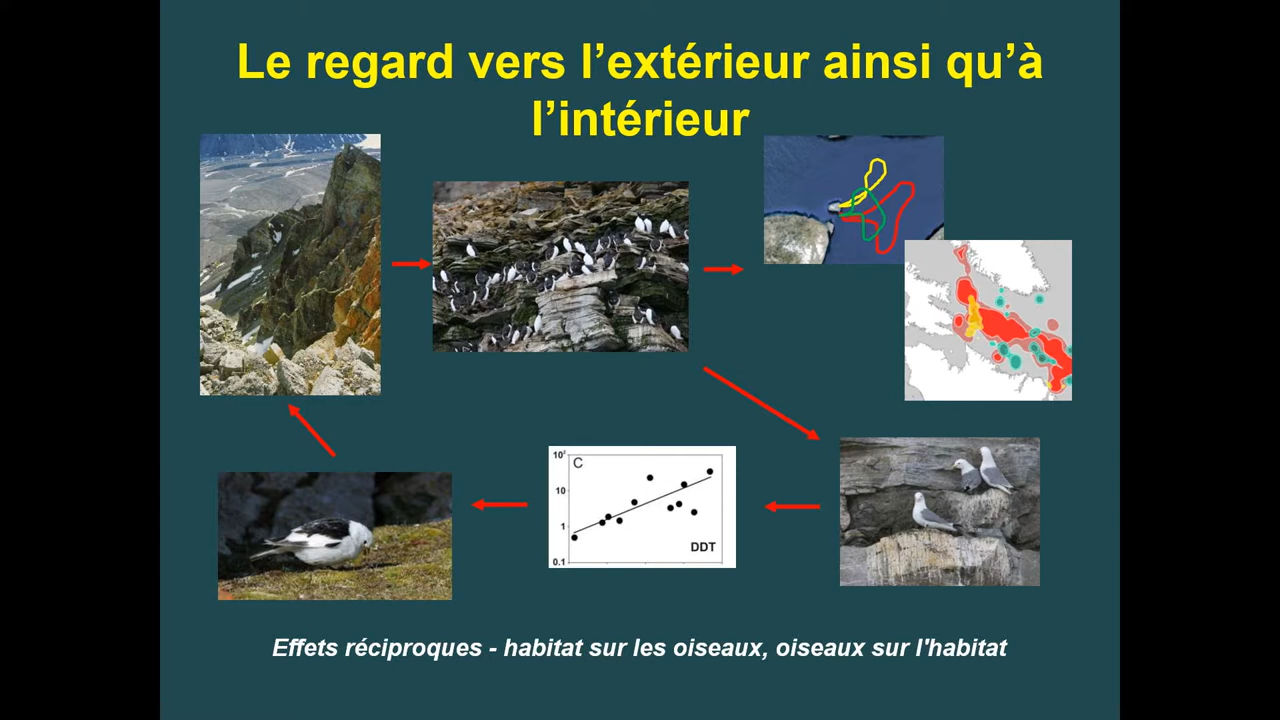 Le regard vers l’extérieur ainsi qu’à
l’intérieur
10²
C
10
1
DDT
0.1
Effets réciproques - habitat sur les oiseaux, oiseaux sur l'habitat